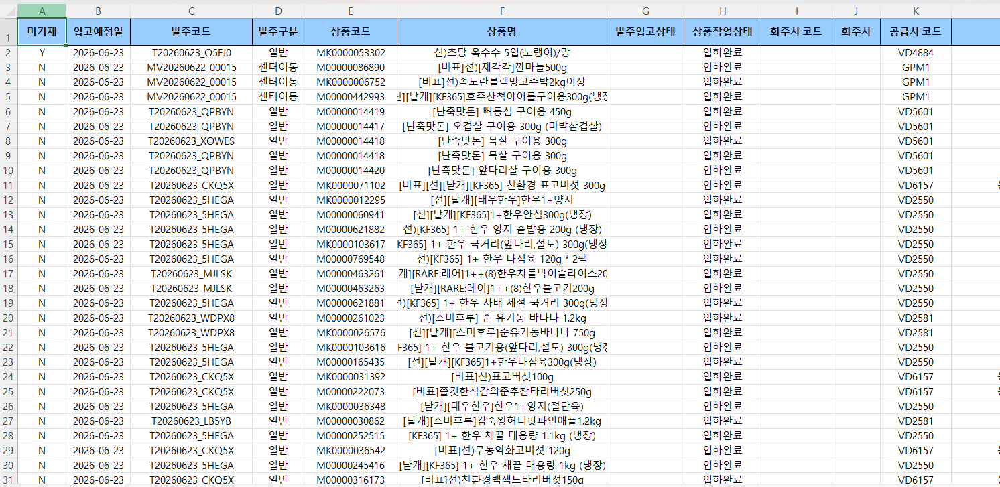 A B C D E F G H I J K
1 미기재 입고예정일 발주코드 발주구분 상품코드 상품명 발주입고상태 상품작업상태 화주사 코드 화주사 공급사 코드
2 Y 2026-06-23 T20260623_O5FJ0 일반 MK0000053302 선)초당 옥수수 5입(노랭이)/망 입하완료 VD4884
3 N 2026-06-23 MV20260622_00015 센터이동 M00000086890 [비표]선)[제각각]깐마늘500g 입하완료 GPM1
4 N 2026-06-23 MV20260622_00015 센터이동 MK0000006752 [비표]선)속노란블랙망고수박2kg이상 입하완료 GPM1
5 N 2026-06-23 MV20260622_00015 센터이동 M00000442993 ][낱개][KF365]호주산척아이롤구이용300g(냉장 입하완료 GPM1
6 N 2026-06-23 T20260623_QPBYN 일반 M00000014419 [난축맛돈] 뼈등심 구이용 450g 입하완료 VD5601
7 N 2026-06-23 T20260623_QPBYN 일반 M00000014417 [난축맛돈] 오겹살 구이용 300g (미박삼겹살) 입하완료 VD5601
8 N 2026-06-23 T20260623_XOWES 일반 M00000014418 [난축맛돈] 목살 구이용 300g 입하완료 VD5601
9 N 2026-06-23 T20260623_QPBYN 일반 M00000014418 [난축맛돈] 목살 구이용 300g 입하완료 VD5601
10 N 2026-06-23 T20260623_QPBYN 일반 M00000014420 [난축맛돈] 앞다리살 구이용 300g 입하완료 VD5601
11 N 2026-06-23 T20260623_CKQ5X 일반 MK0000071102 [비표][선][낱개][KF365] 친환경 표고버섯 300g 입하완료 VD6157
12 N 2026-06-23 T20260623_5HEGA 일반 MK0000012295 [선][낱개][태우한우]한우1+양지 입하완료 VD2550
13 N 2026-06-23 T20260623_5HEGA 일반 M00000060941 [선][낱개][KF365]1+한우안심300g(냉장) 입하완료 VD2550
14 N 2026-06-23 T20260623_5HEGA 일반 M00000621882 선)[KF365] 1+ 한우 양지 솥밥용 200g (냉장) 입하완료 VD2550
15 N 2026-06-23 T20260623_5HEGA 일반 MK0000103617 KF365] 1+ 한우 국거리(앞다리,설도) 300g(냉장 입하완료 VD2550
16 N 2026-06-23 T20260623_5HEGA 일반 M00000769548 선)[KF365] 1+ 한우 다짐육 120g * 2팩 입하완료 VD2550
17 N 2026-06-23 T20260623_MJLSK 일반 M00000463261 개][RARE:레어]1++(8)한우차돌박이슬라이스20 입하완료 VD2550
18 N 2026-06-23 T20260623_MJLSK 일반 M00000463263 [낱개][RARE:레어]1++(8)한우불고기200g 입하완료 VD2550
19 N 2026-06-23 T20260623_5HEGA 일반 M00000621881 선)[KF365] 1+ 한우 사태 세절 국거리 300g(냉장 입하완료 VD2550
20 N 2026-06-23 T20260623_WDPX8 일반 M00000261023 선)[스미후루] 순 유기농 바나나 1.2kg 입하완료 VD2581
21 N 2026-06-23 T20260623_WDPX8 일반 MK0000026576 [선][낱개][스미후루]순유기농바나나 750g 입하완료 VD2581
22 N 2026-06-23 T20260623_5HEGA 일반 MK0000103616 F365] 1+ 한우 불고기용(앞다리,설도) 300g(냉장 입하완료 VD2550
23 N 2026-06-23 T20260623_5HEGA 일반 M00000165435 [선][낱개][KF365]1+한우다짐육300g(냉장) 입하완료 VD2550
24 N 2026-06-23 T20260623_CKQ5X 일반 MK0000031392 [비표]선)표고버섯100g 입하완료 VD6157
25 N 2026-06-23 T20260623_CKQ5X 일반 M00000222073 [비표]쫄깃한식감의춘추참타리버섯250g 입하완료 VD6157
26 N 2026-06-23 T20260623_5HEGA 일반 MK0000036348 [낱개][태우한우]한우1+양지(절단육) 입하완료 VD2550
27 N 2026-06-23 T20260623_LB5YB 일반 MK0000030862 [낱개][스미후루]감숙왕허니팟파인애플1.2kg 입하완료 VD2581
28 N 2026-06-23 T20260623_5HEGA 일반 M00000252515 [KF365] 1+ 한우 채끝 대용량 1.1kg (냉장) 입하완료 VD2550
29 N 2026-06-23 T20260623_CKQ5X 일반 MK0000036542 [비표]선)무농약화고버섯 120g 입하완료 VD6157
30 N 2026-06-23 T20260623_5HEGA 일반 M00000245416 [낱개][KF365] 1+ 한우 채끝 대용량 1kg (냉장) 입하완료 VD2550
31 N 2026-06-23 T20260623_CKQ5X 일반 M00000316173 [비표]선)친환경백색느타리버섯150g 입하완료 VD6157